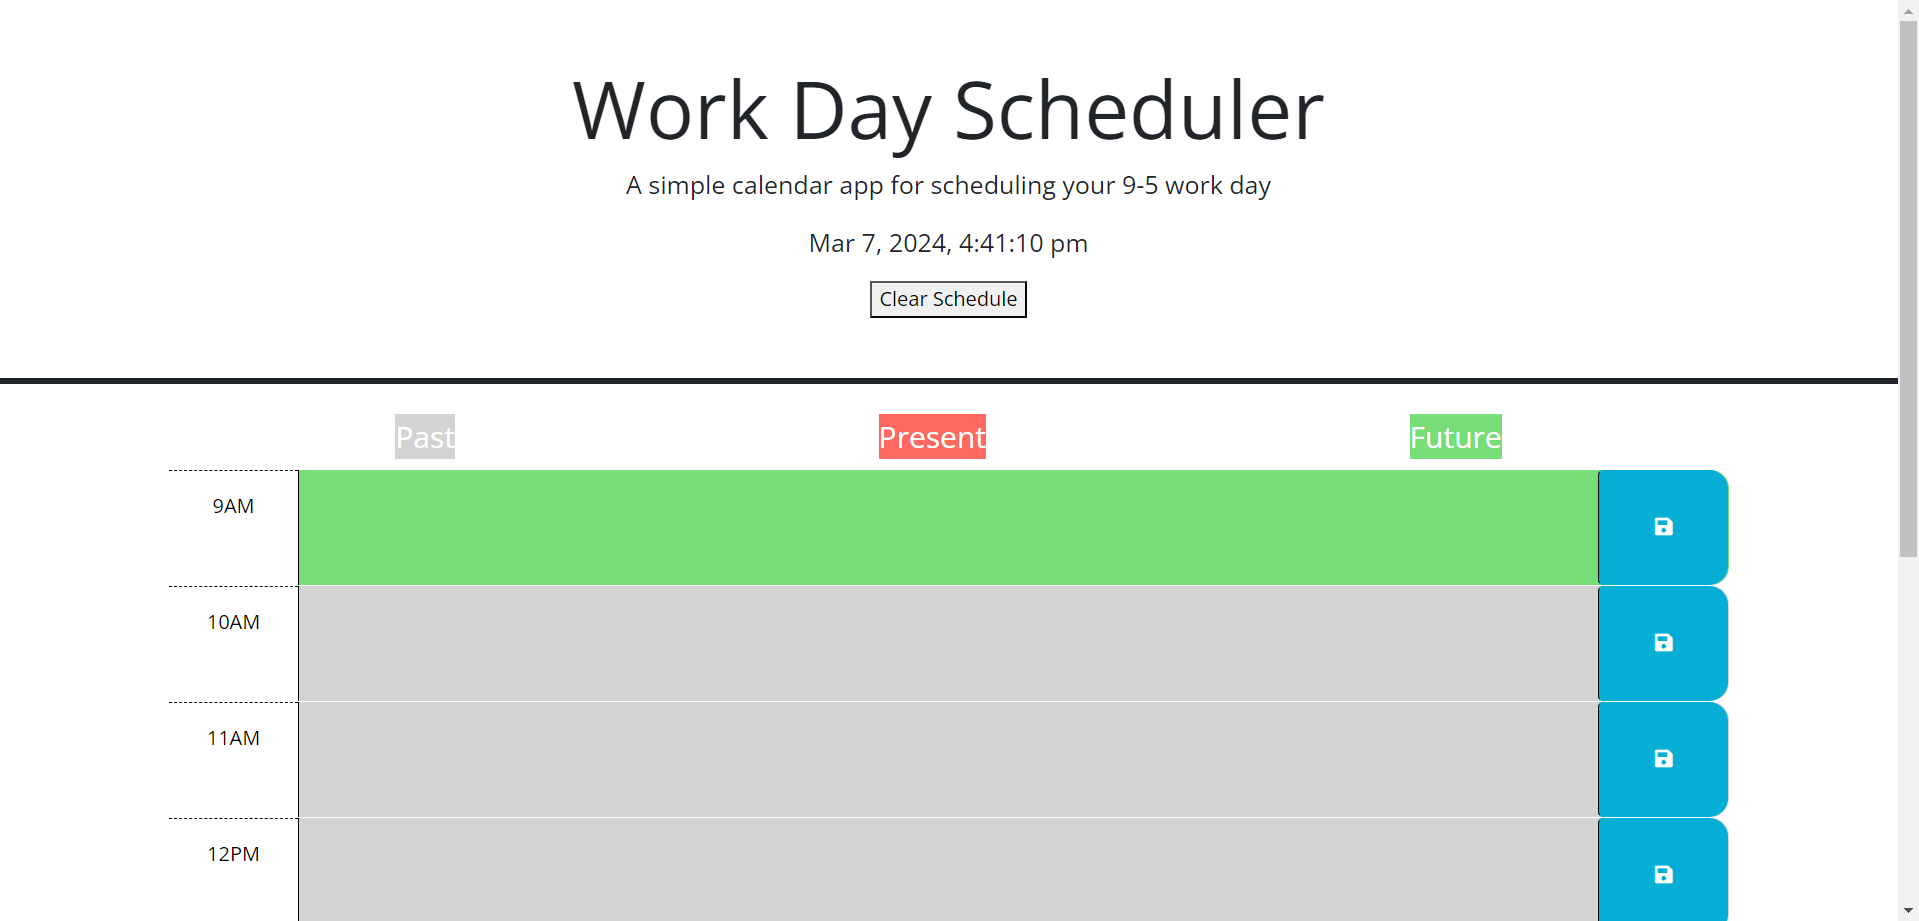 Work Day Scheduler
A simple calendar app for scheduling your 9-5 work day
Mar 7, 2024, 4:41:10 pm
Clear Schedule
Past Present Future
9AM
10AM
11AM
12PM